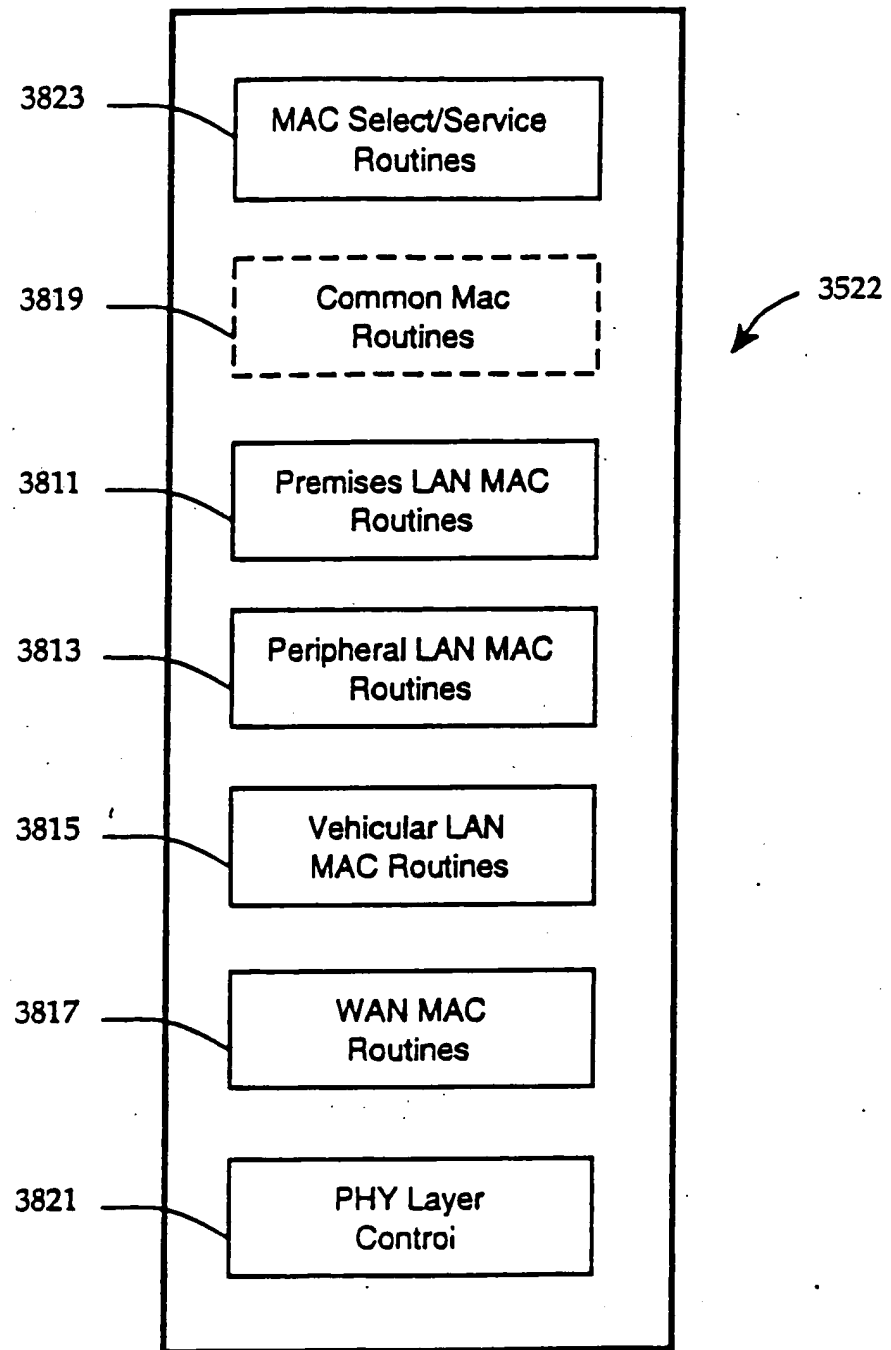 3823
MAC Select/Service
Routines
3819
Common Mac
Routines
3522
3811
Premises LAN MAC
Routines
3813
Peripheral LAN MAC
Routines
3815
Vehicular LAN
MAC Routines
3817
WAN MAC
Routines
3821
PHY Layer
Control